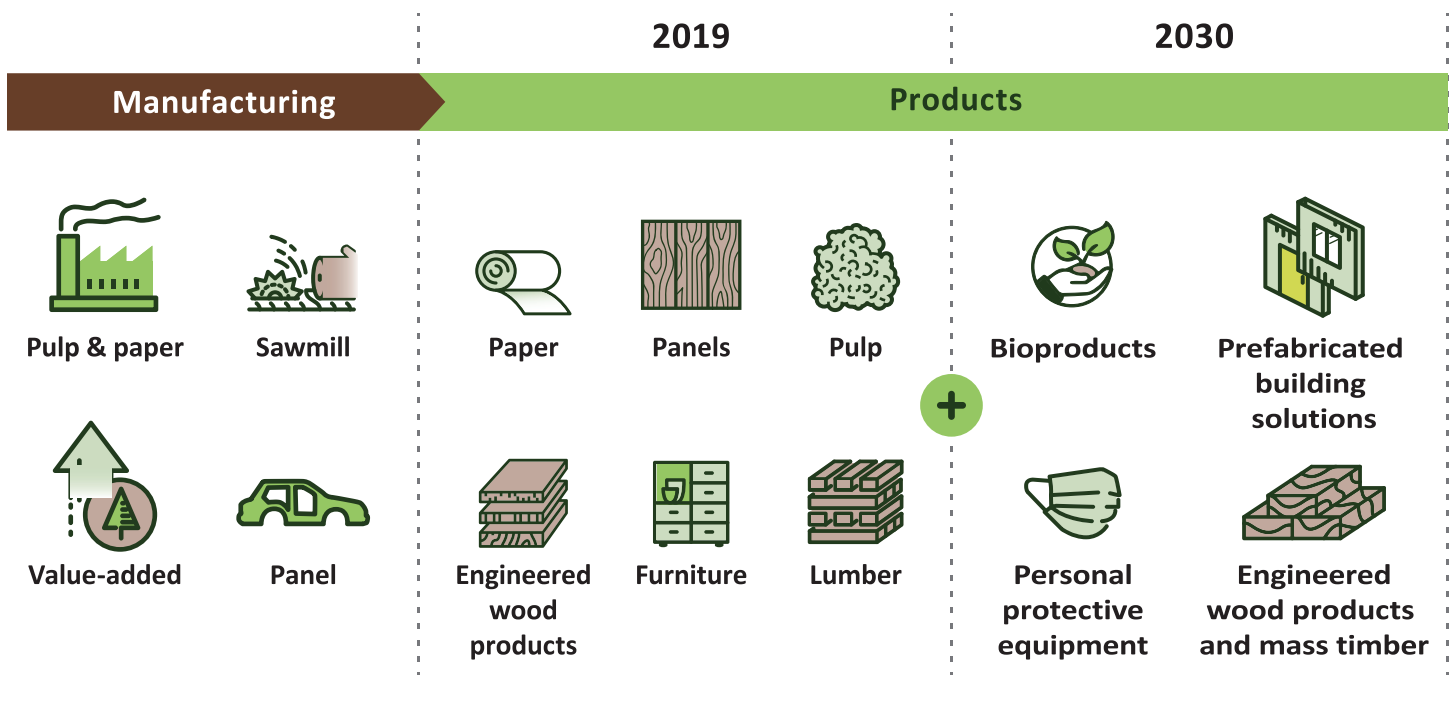 2019
2030
Manufacturing
Products
Pulp & paper
Sawmill
Paper
Panels
Pulp
Bioproducts
Prefabricated
building
solutions
+
Value-added
Panel
Engineered
wood
products
Furniture
Lumber
Personal
protective
equipment
Engineered
wood products
and mass timber